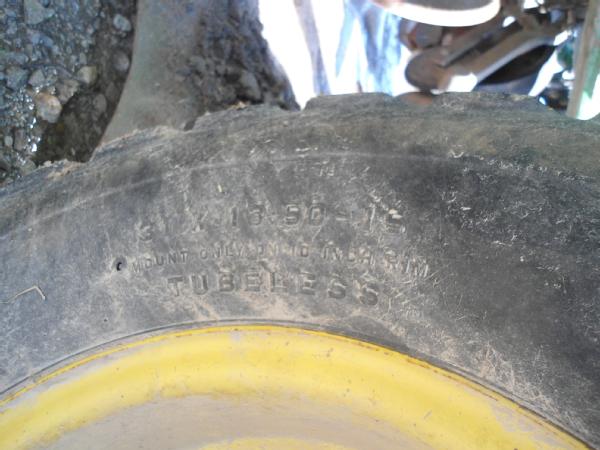 31 X 13.50-15
MOUNT ONLY ON 10 INCH RIM
TUBELESS